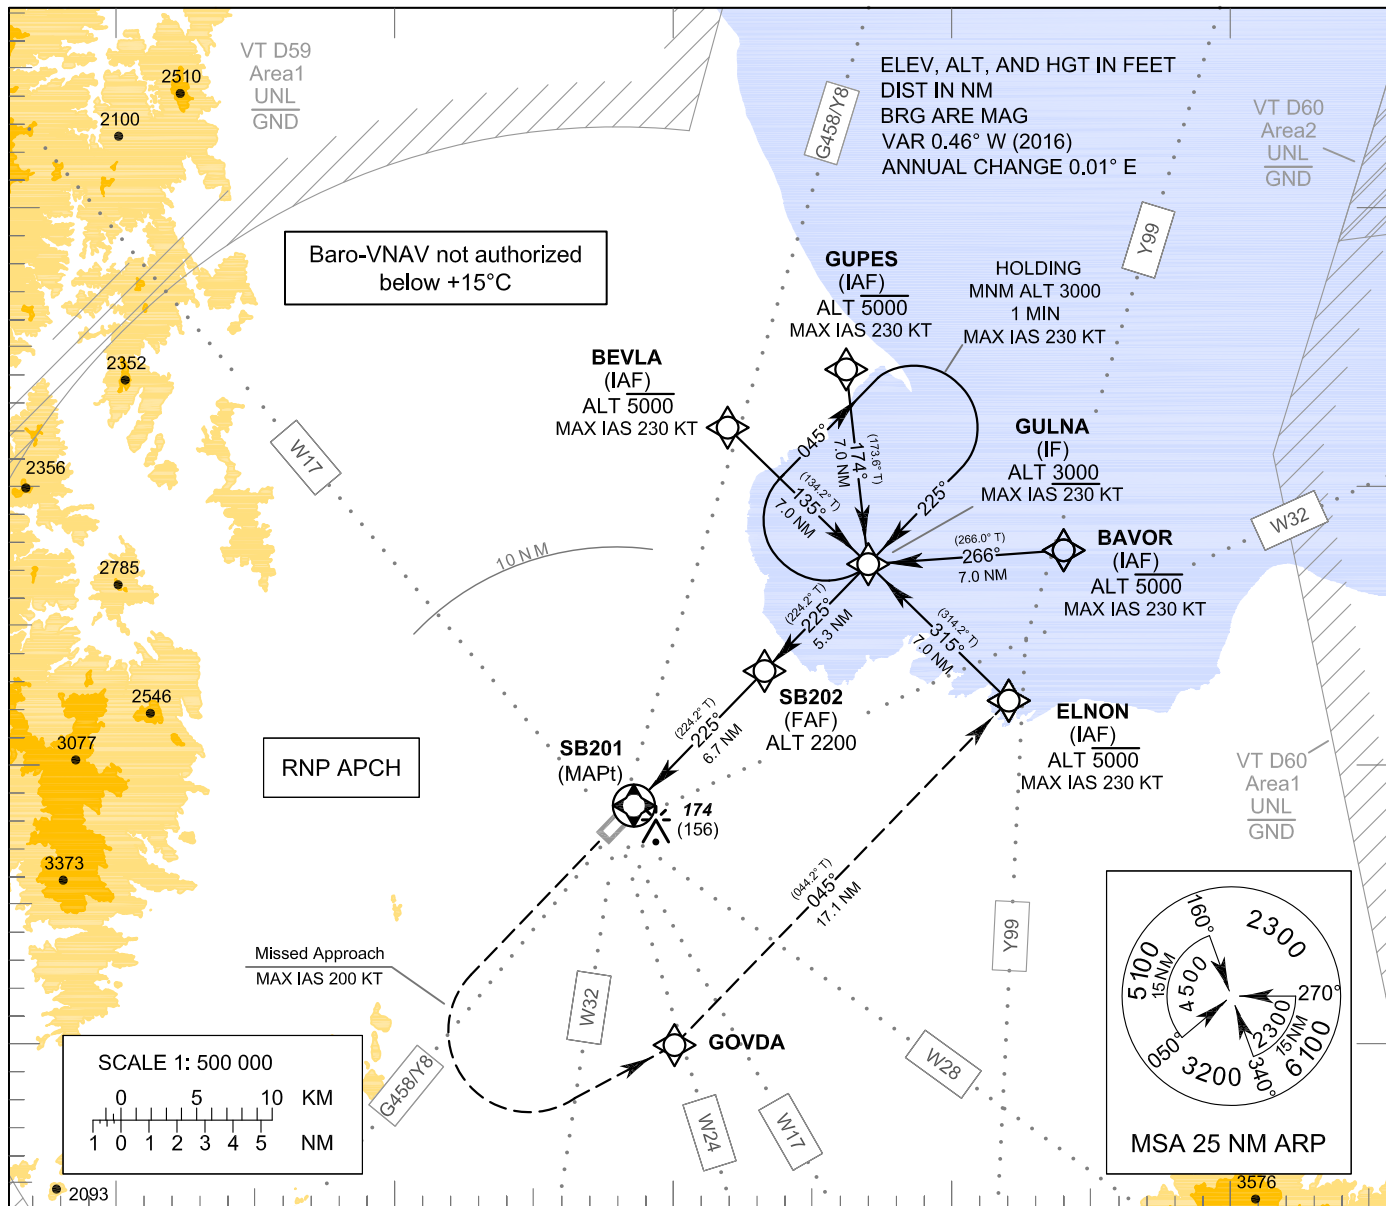 VT D59
Area1
UNL
GND
2510
2100
ELEV, ALT, AND HGT IN FEET
DIST IN NM
BRG ARE MAG
VAR 0.46° W (2016)
ANNUAL CHANGE 0.01° E
G458/Y8
VT D60
Area2
UNL
GND
Y99
Baro-VNAV not authorized
below +15°C
GUPES
(IAF)
ALT 5000
MAX IAS 230 KT
HOLDING
MNM ALT 3000
1 MIN
MAX IAS 230 KT
BEVLA
(IAF)
ALT 5000
MAX IAS 230 KT
2352
GULNA
(IF)
ALT 3000
MAX IAS 230 KT
W17
2356
045°
(173.6° T)
174°
7.0 NM
225°
(134.2° T)
135°
7.0 NM
W32
BAVOR
(IAF)
ALT 5000
MAX IAS 230 KT
(266.0° T)
266°
7.0 NM
10 NM
2785
(224.2° T)
225°
5.3 NM
(314.2° T)
315°
7.0 NM
SB202
(FAF)
ALT 2200
ELNON
(IAF)
ALT 5000
MAX IAS 230 KT
2546
3077
(224.2° T)
225°
6.7 NM
RNP APCH
SB201
(MAPt)
174
(156)
VT D60
Area1
UNL
GND
3373
(044.2° T)
045°
17.1 NM
Missed Approach
MAX IAS 200 KT
Y99
W32
GOVDA
W28
G458/Y8
W24
W17
SCALE 1: 500 000
0 5 10 KM
1 0 1 2 3 4 5 NM
160°
2300
5100
15 NM
4500
270°
2300
15 NM
6100
050°
3200
340°
MSA 25 NM ARP
2093
3576